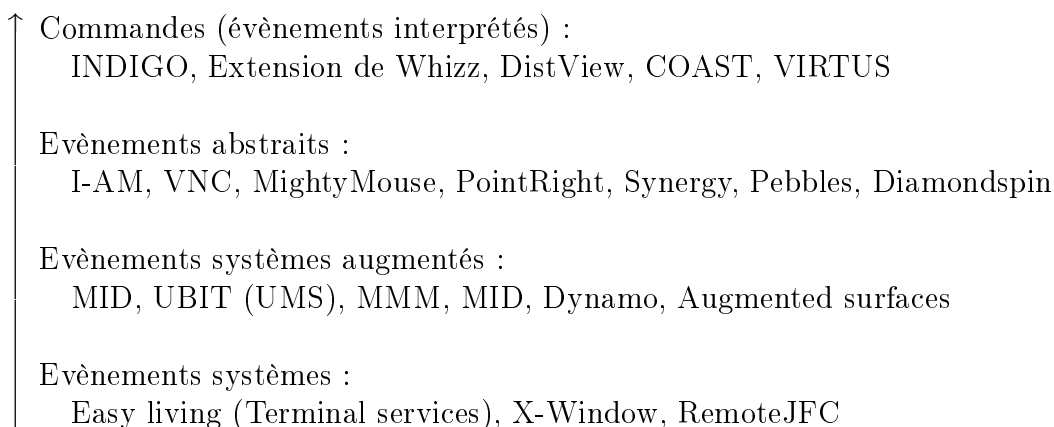 Commandes (évènements interprétés) :
INDIGO, Extension de Whizz, DistView, COAST, VIRTUS
Evènements abstraits :
I-AM, VNC, MightyMouse, PointRight, Synergy, Pebbles, Diamondspin
Evènements systèmes augmentés :
MID, UBIT (UMS), MMM, MID, Dynamo, Augmented surfaces
Evènements systèmes :
Easy living (Terminal services), X-Window, RemoteJFC